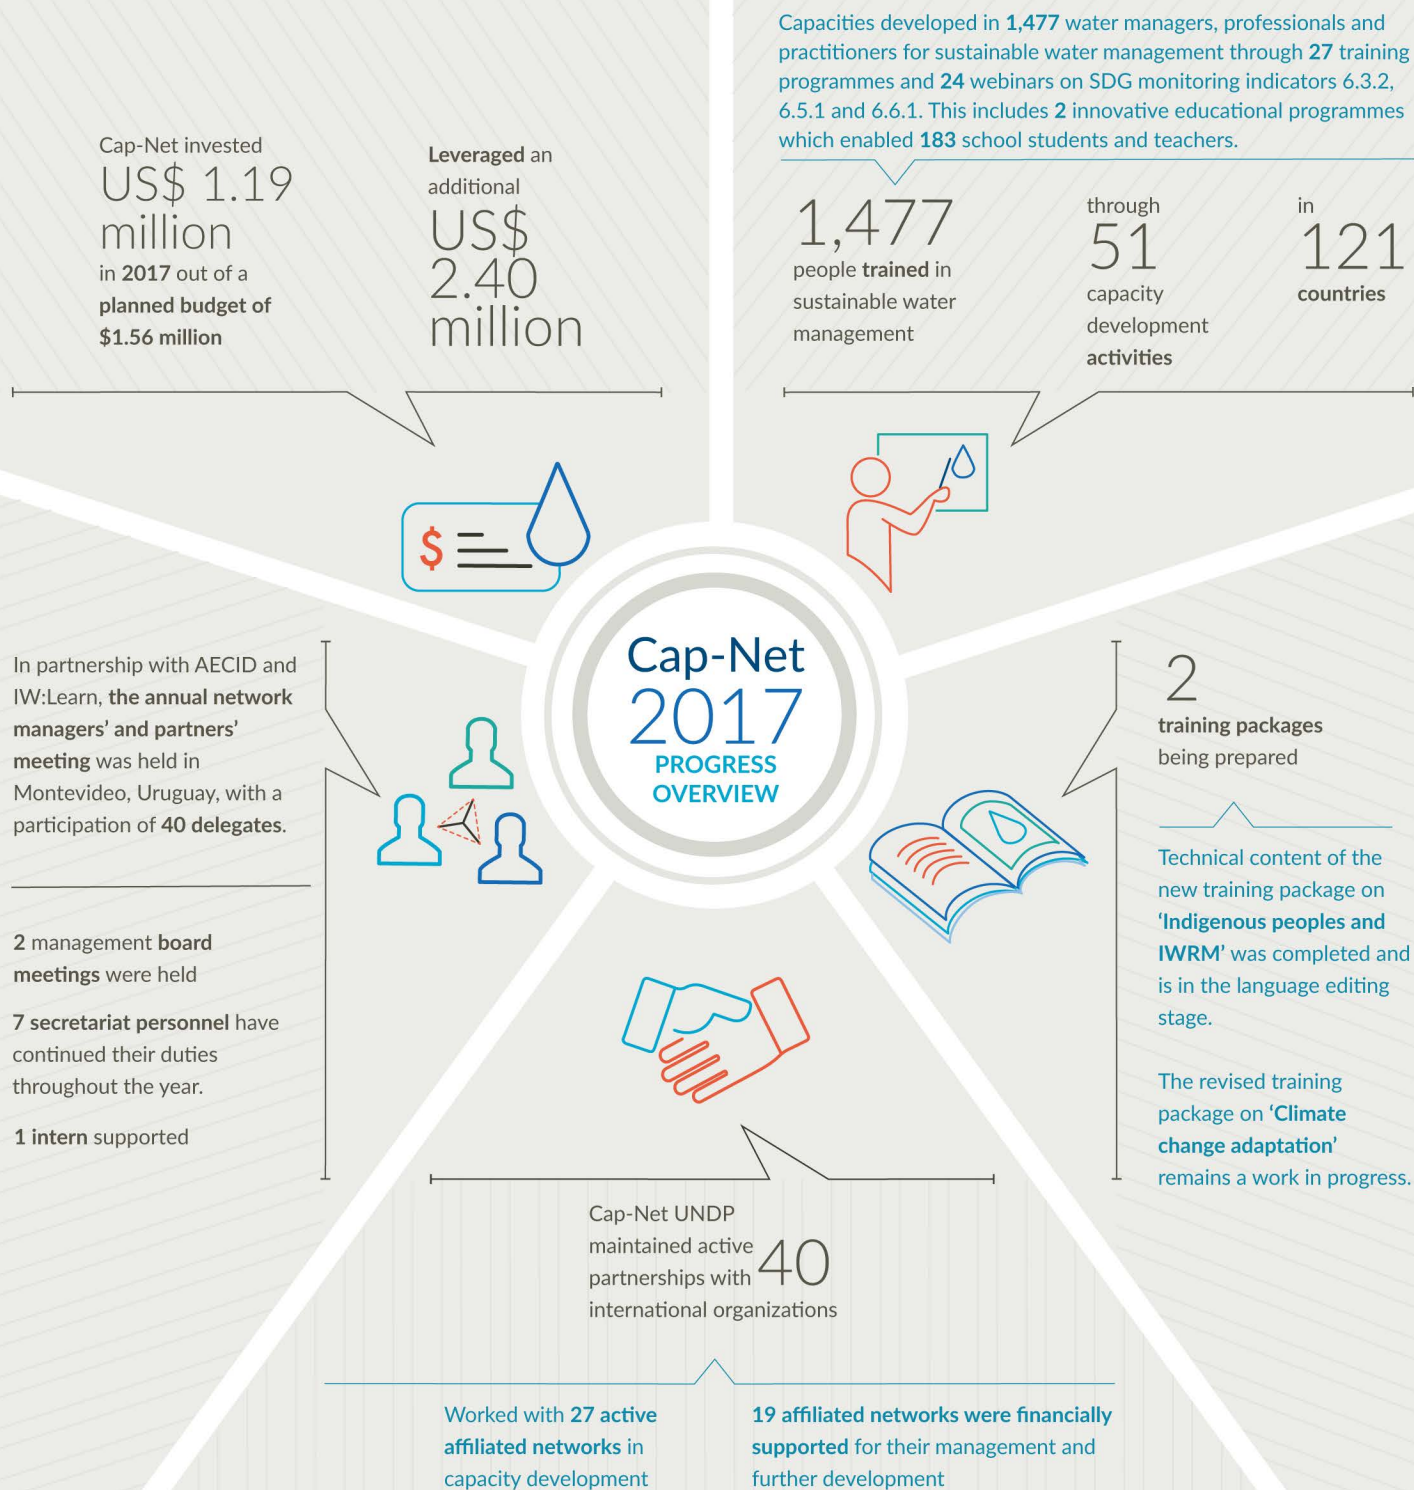 Capacities developed in 1,477 water managers, professionals and
practitioners for sustainable water management through 27 training
programmes and 24 webinars on SDG monitoring indicators 6.3.2,
6.5.1 and 6.6.1. This includes 2 innovative educational programmes
which enabled 183 school students and teachers.
Cap-Net invested
US$ 1.19
million
in 2017 out of a
planned budget of
$1.56 million
Leveraged an
additional
US$
2.40
million
1,477
people trained in
sustainable water
management
through
51
capacity
development
activities
in
121
countries
$
Cap-Net
2017
PROGRESS
OVERVIEW
In partnership with AECID and
IW:Learn, the annual network
managers’ and partners’
meeting was held in
Montevideo, Uruguay, with a
participation of 40 delegates.
2 management board
meetings were held
7 secretariat personnel have
continued their duties
throughout the year.
1 intern supported
2
training packages
being prepared
Technical content of the
new training package on
‘Indigenous peoples and
IWRM’ was completed and
is in the language editing
stage.
The revised training
package on ‘Climate
change adaptation’
remains a work in progress.
Cap-Net UNDP
maintained active
partnerships with 40
international organizations
Worked with 27 active
affiliated networks in
capacity development
19 affiliated networks were financially
supported for their management and
further development